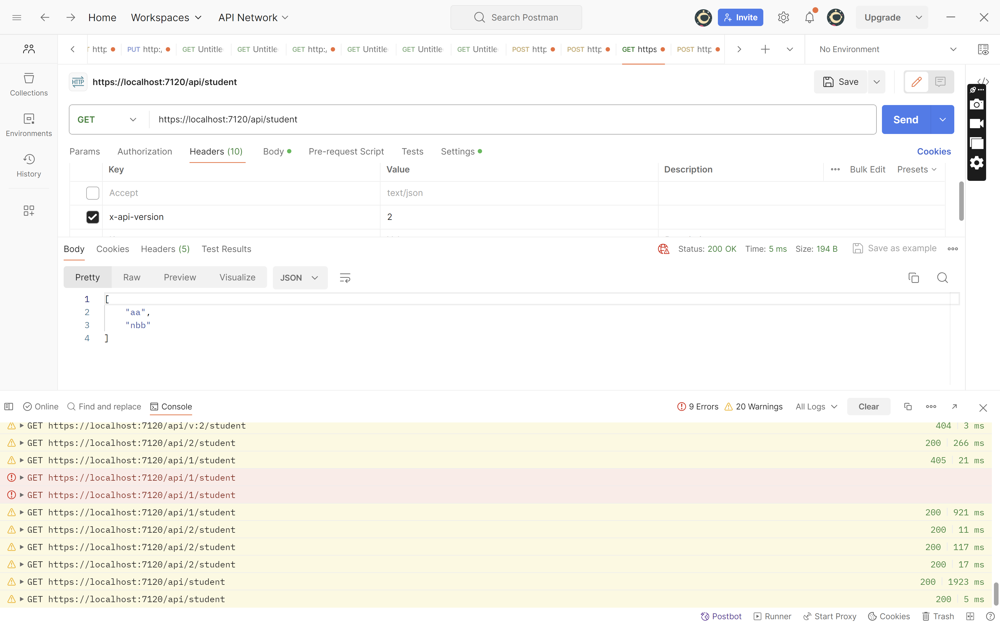 Home Workspaces API Network Search Postman Invite Upgrade
http PUT http:, GET Untitle GET Untitle GET http:, GET Untitle GET Untitle GET Untitle POST http POST http GET https POST http No Environment
HTTP https://localhost:7120/api/student Save
Collections
GET https://localhost:7120/api/student Send
Environments
Params Authorization Headers (10) Body Pre-request Script Tests Settings Cookies
History
Key Value Description Bulk Edit Presets
Accept text/json
x-api-version 2
Body Cookies Headers (5) Test Results Status: 200 OK Time: 5 ms Size: 194 B Save as example
Pretty Raw Preview Visualize JSON
1 [
2 "aa",
3 "nbb"
4 ]
Online Find and replace Console 9 Errors 20 Warnings All Logs Clear
GET https://localhost:7120/api/v:2/student 404 3 ms
GET https://localhost:7120/api/2/student 200 266 ms
GET https://localhost:7120/api/1/student 405 21 ms
GET https://localhost:7120/api/1/student
GET https://localhost:7120/api/1/student
GET https://localhost:7120/api/1/student 200 921 ms
GET https://localhost:7120/api/2/student 200 11 ms
GET https://localhost:7120/api/2/student 200 117 ms
GET https://localhost:7120/api/2/student 200 17 ms
GET https://localhost:7120/api/student 200 1923 ms
GET https://localhost:7120/api/student 200 5 ms
Postbot Runner Start Proxy Cookies Trash